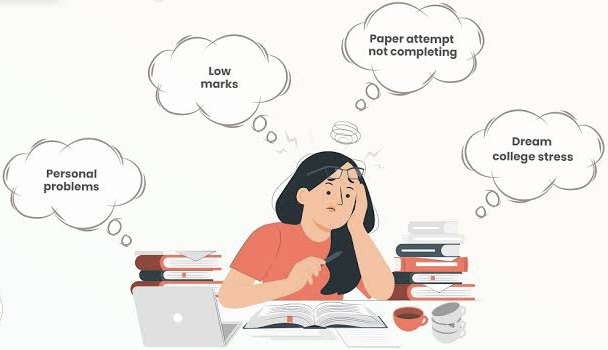 Paper attempt
not completing
Low
marks
Dream
college stress
Personal
problems